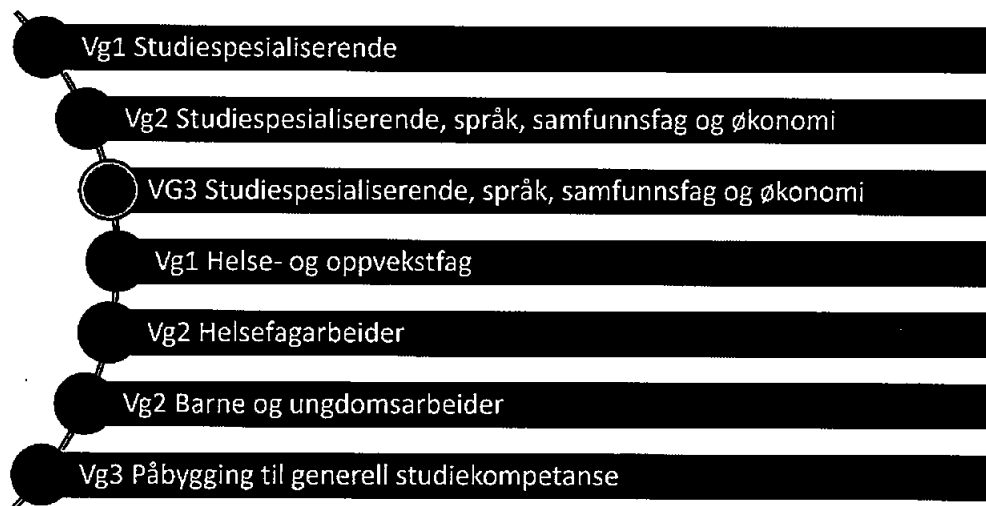 Vg1 Studiespesialiserende
Vg2 Studiespesialiserende, språk, samfunnsfag og økonomi
VG3 Studiespesialiserende, språk, samfunnsfag og økonomi
Vg1 Helse- og oppvekstfag
Vg2 Helsefagarbeider
Vg2 Barne og ungdomsarbeider
Vg3 Påbygging til generell studiekompetanse